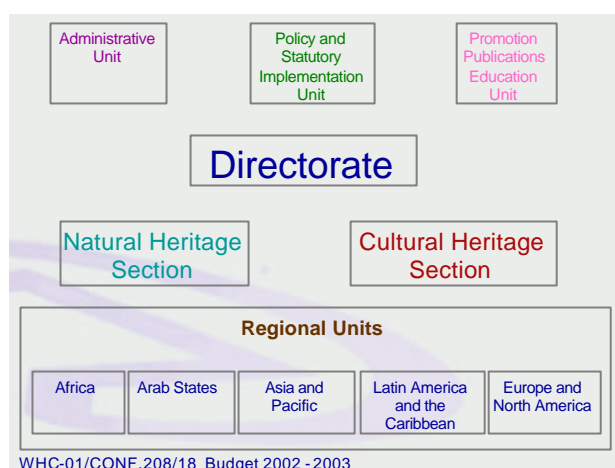 Administrative
Unit
Policy and
Statutory
Implementation
Unit
Promotion
Publications
Education
Unit
Directorate
Natural Heritage
Section
Cultural Heritage
Section
Regional Units
Africa
Arab States
Asia and
Pacific
Latin America
and the
Caribbean
Europe and
North America
WHC-01/CONF.208/18 Budget 2002 - 2003